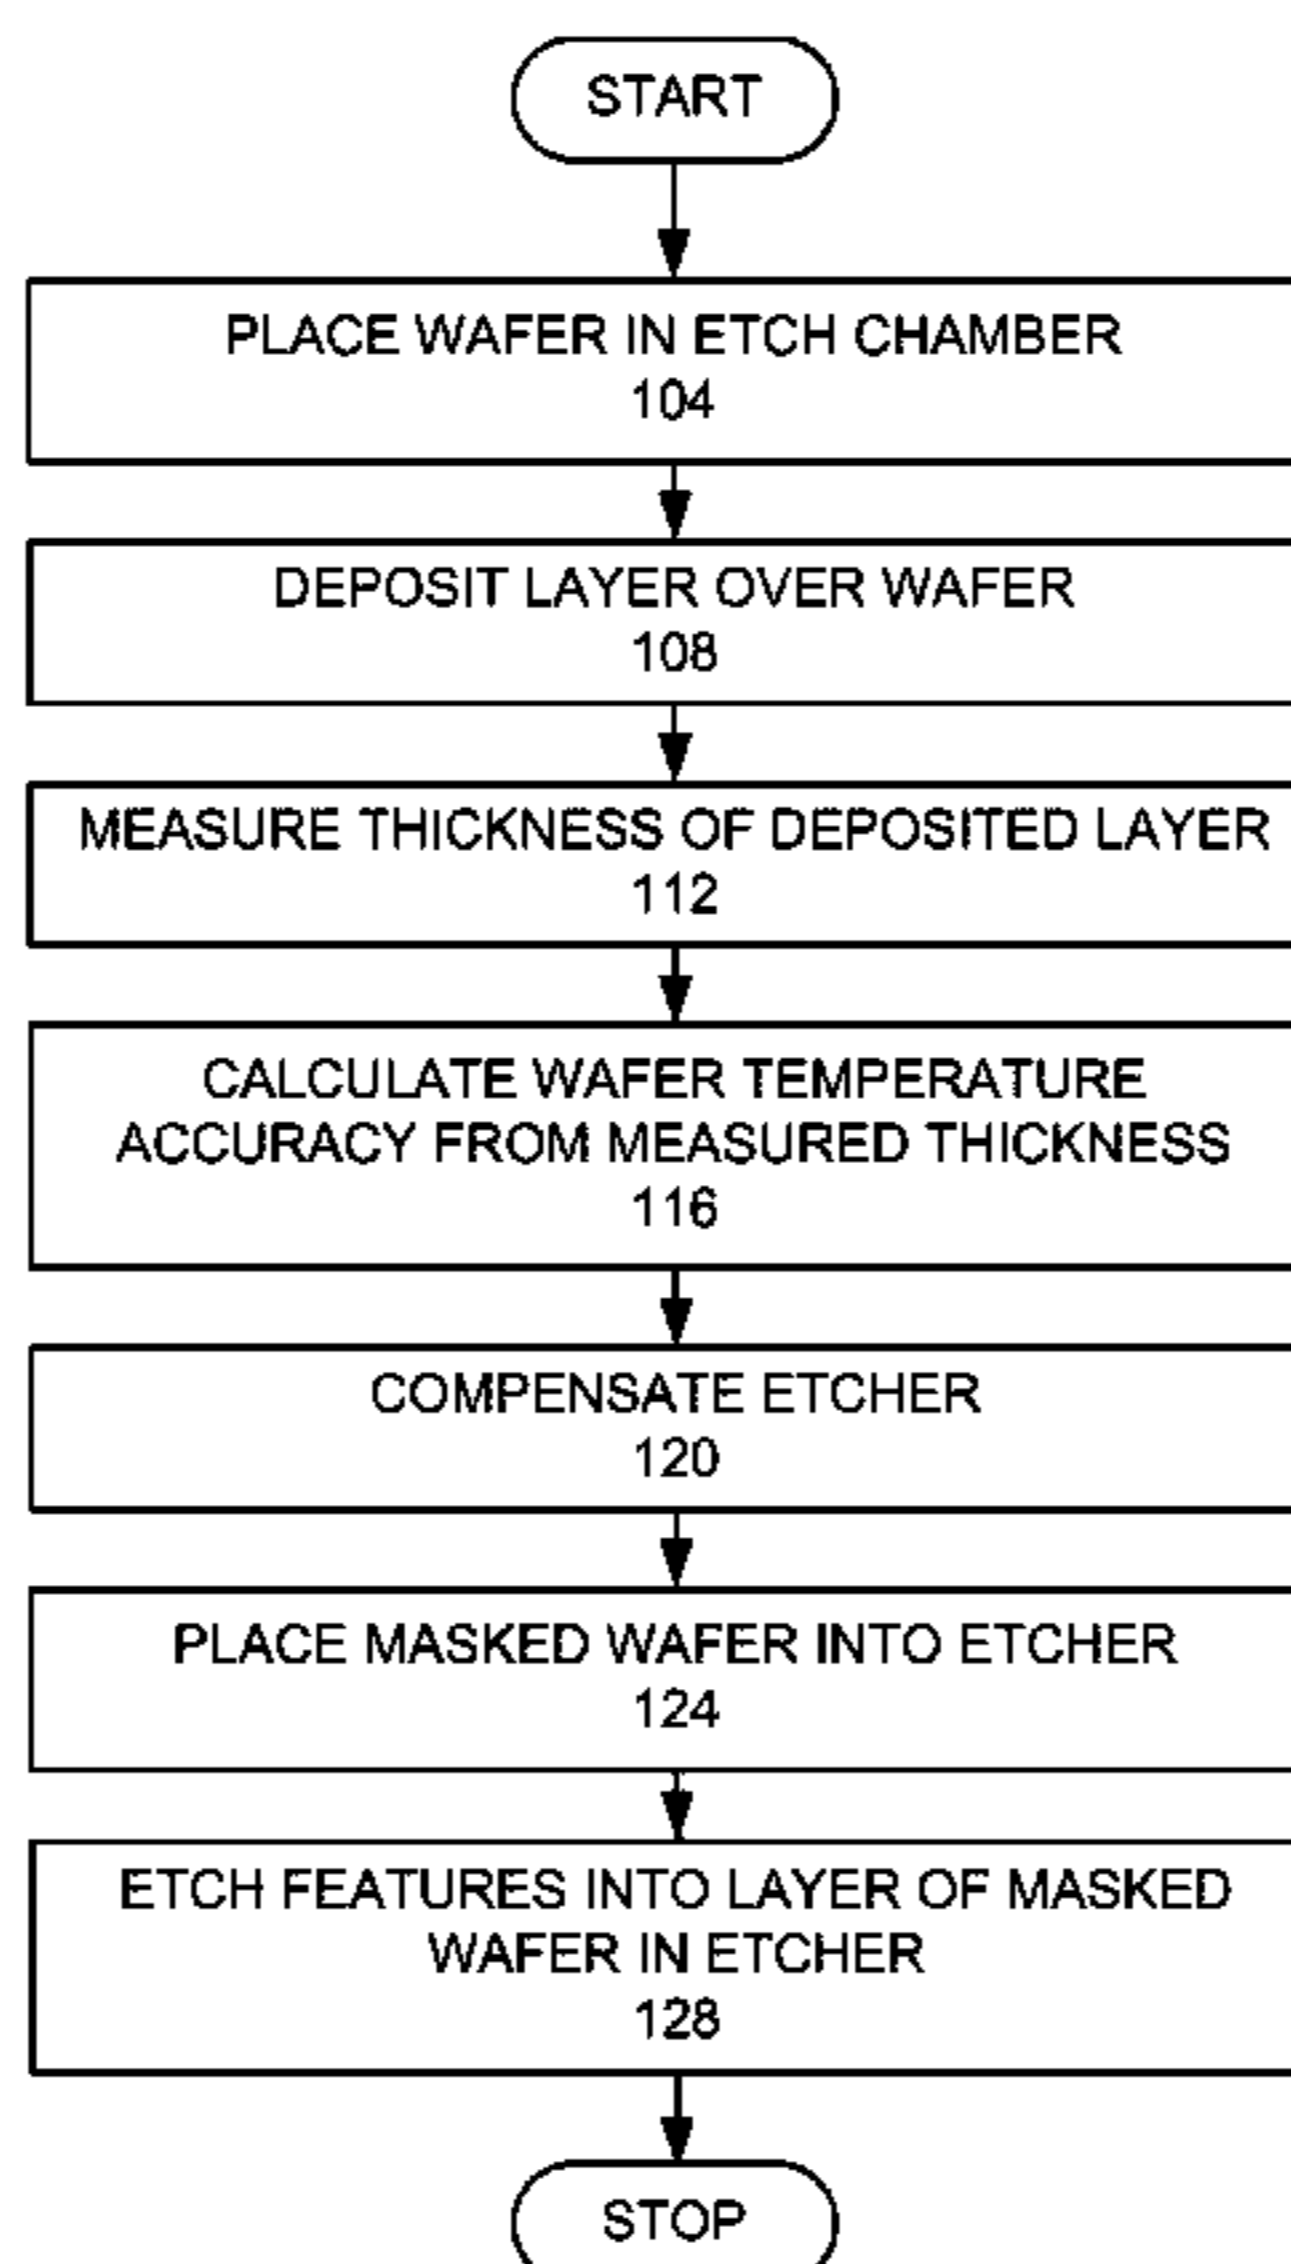 START
PLACE WAFER IN ETCH CHAMBER
104
DEPOSIT LAYER OVER WAFER
108
MEASURE THICKNESS OF DEPOSITED LAYER
112
CALCULATE WAFER TEMPERATURE
ACCURACY FROM MEASURED THICKNESS
116
COMPENSATE ETCHER
120
PLACE MASKED WAFER INTO ETCHER
124
ETCH FEATURES INTO LAYER OF MASKED
WAFER IN ETCHER
128
STOP